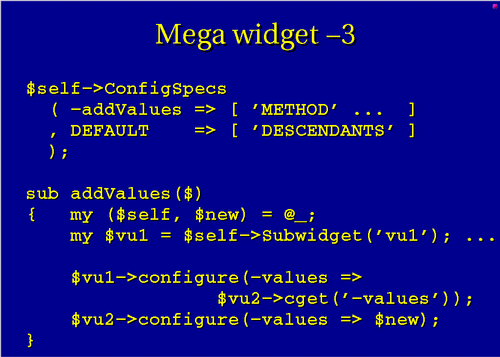 Mega widget –3
$self–>ConfigSpecs
( –addValues => [ ’METHOD’ ... ]
, DEFAULT => [ ’DESCENDANTS’ ]
);
sub addValues($)
{ my ($self, $new) = @_;
my $vu1 = $self–>Subwidget(’vu1’); ...
$vu1–>configure(–values =>
$vu2–>cget(’–values’));
$vu2–>configure(–values => $new);
}